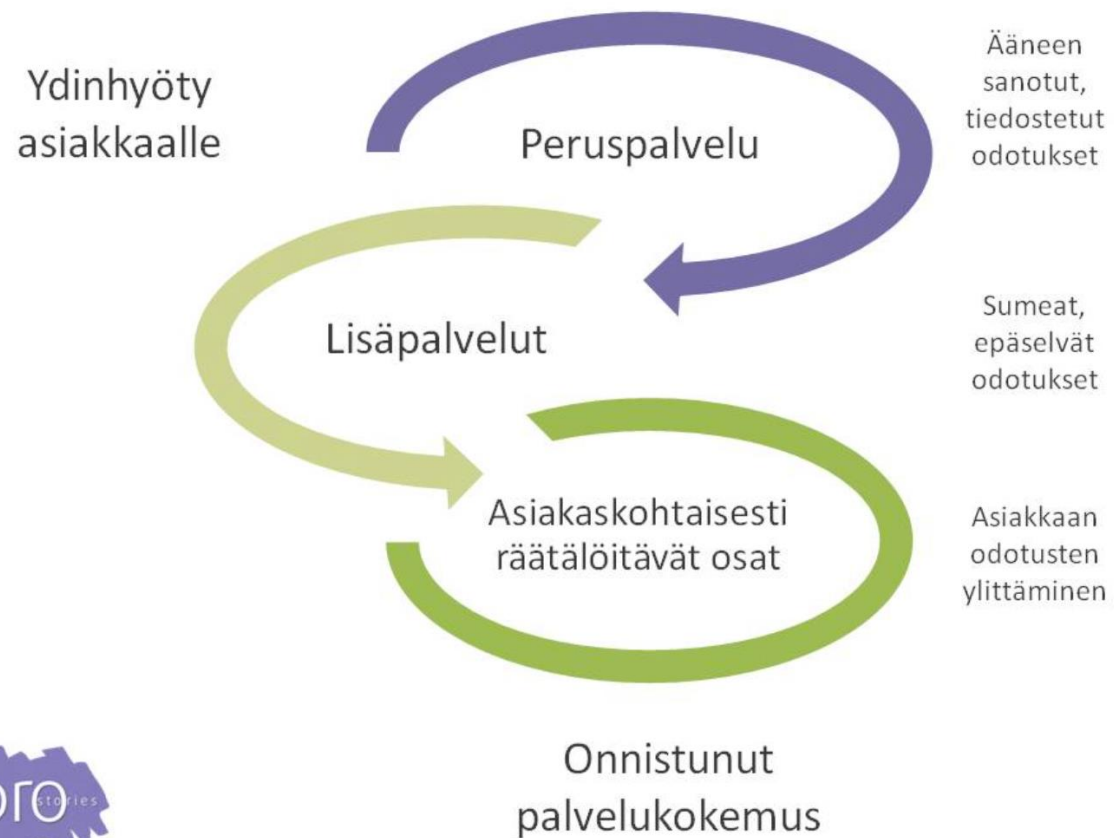 Ydinhyöty
asiakkaalle
Peruspalvelu
Ääneen
sanotut,
tiedostetut
odotukset
Lisäpalvelut
Sumeat,
epäselvät
odotukset
Asiakaskohtaisesti
räätälöitävät osat
Asiakkaan
odotusten
ylittäminen
Onnistunut
palvelukokemus
stories